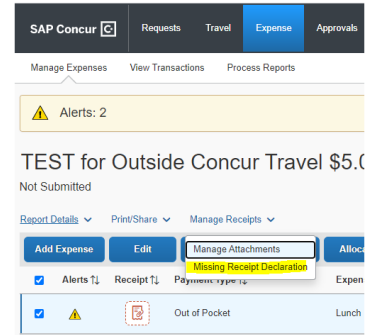 SAP Concur C Requests Travel Expense Approvals
Manage Expenses View Transactions Process Reports
Alerts: 2
TEST for Outside Concur Travel $5.0
Not Submitted
Report Details Print/Share Manage Receipts
Add Expense Edit Manage Attachments Alloca
Missing Receipt Declaration
Alerts Receipt Payment Type Expen
Out of Pocket Lunch